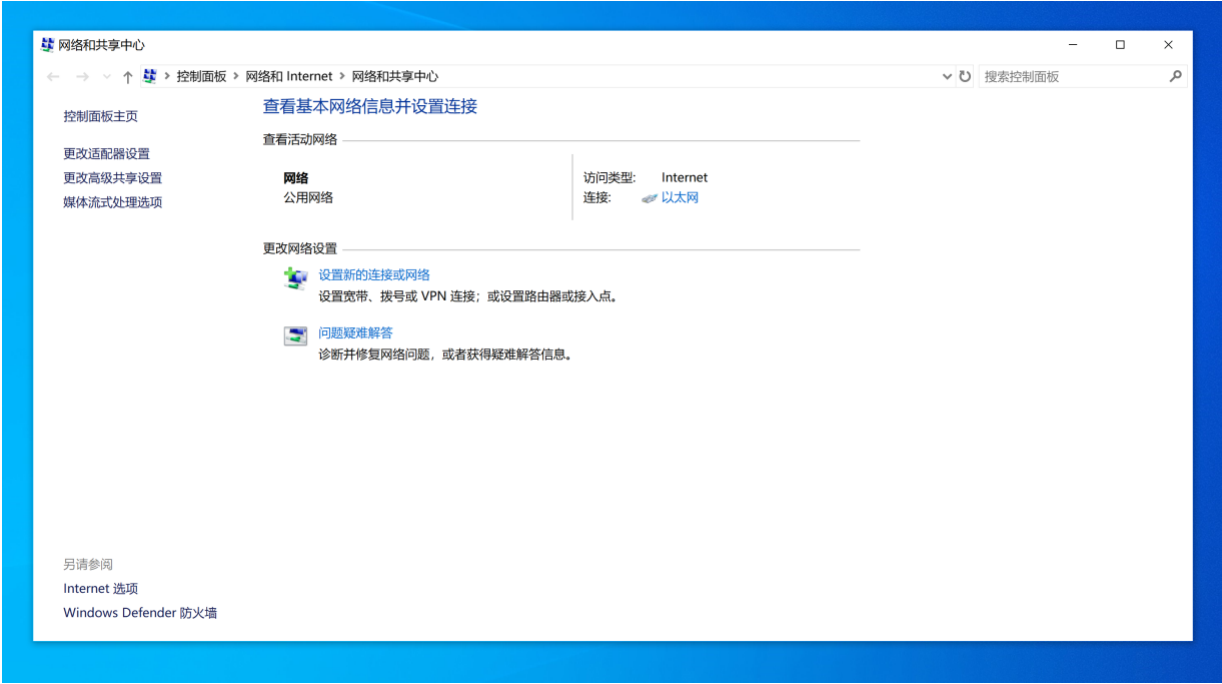 网络和共享中心
控制面板 网络和 Internet 网络和共享中心
搜索控制面板
控制面板主页
更改适配器设置
更改高级共享设置
媒体流式处理选项
查看基本网络信息并设置连接
查看活动网络
网络
公用网络
访问类型: Internet
连接: 以太网
更改网络设置
设置新的连接或网络
设置宽带、拨号或 VPN 连接；或设置路由器或接入点。
问题疑难解答
诊断并修复网络问题，或者获得疑难解答信息。
另请参阅
Internet 选项
Windows Defender 防火墙